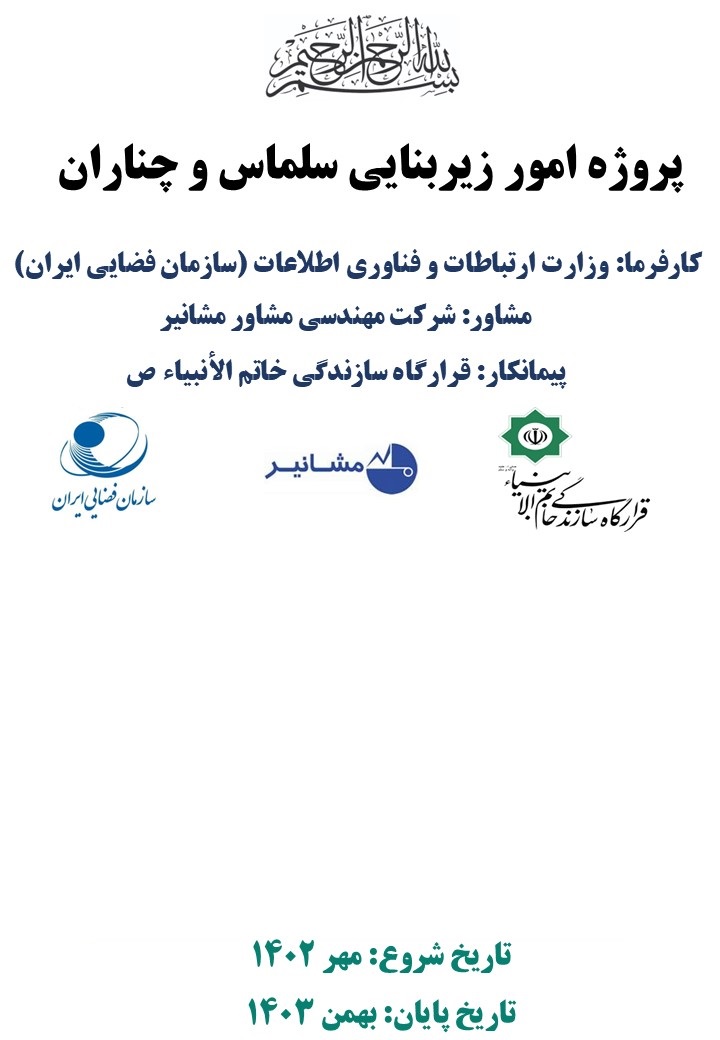 بسم الله الرحمن الرحیم
پروژه امور زیربنایی سلماس و چناران
کارفرما: وزارت ارتباطات و فناوری اطلاعات (سازمان فضایی ایران)
مشاور: شرکت مهندسی مشاور مشانیر
پیمانکار: قرارگاه سازندگی خاتم الأنبیاء ص
قرارگاه سازندگی خاتم الانبیاء
مشانیر
سازمان فضایی ایران
تاریخ شروع: مهر ۱۴۰۲
تاریخ پایان: بهمن ۱۴۰۳